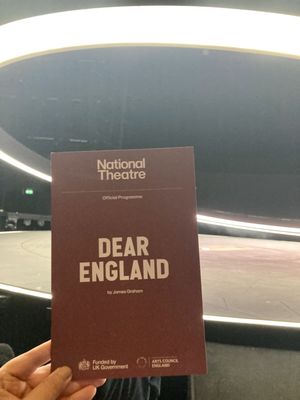 National
Theatre
Official Programme
DEAR
ENGLAND
by James Graham
Funded by
UK Government
ARTS COUNCIL
ENGLAND